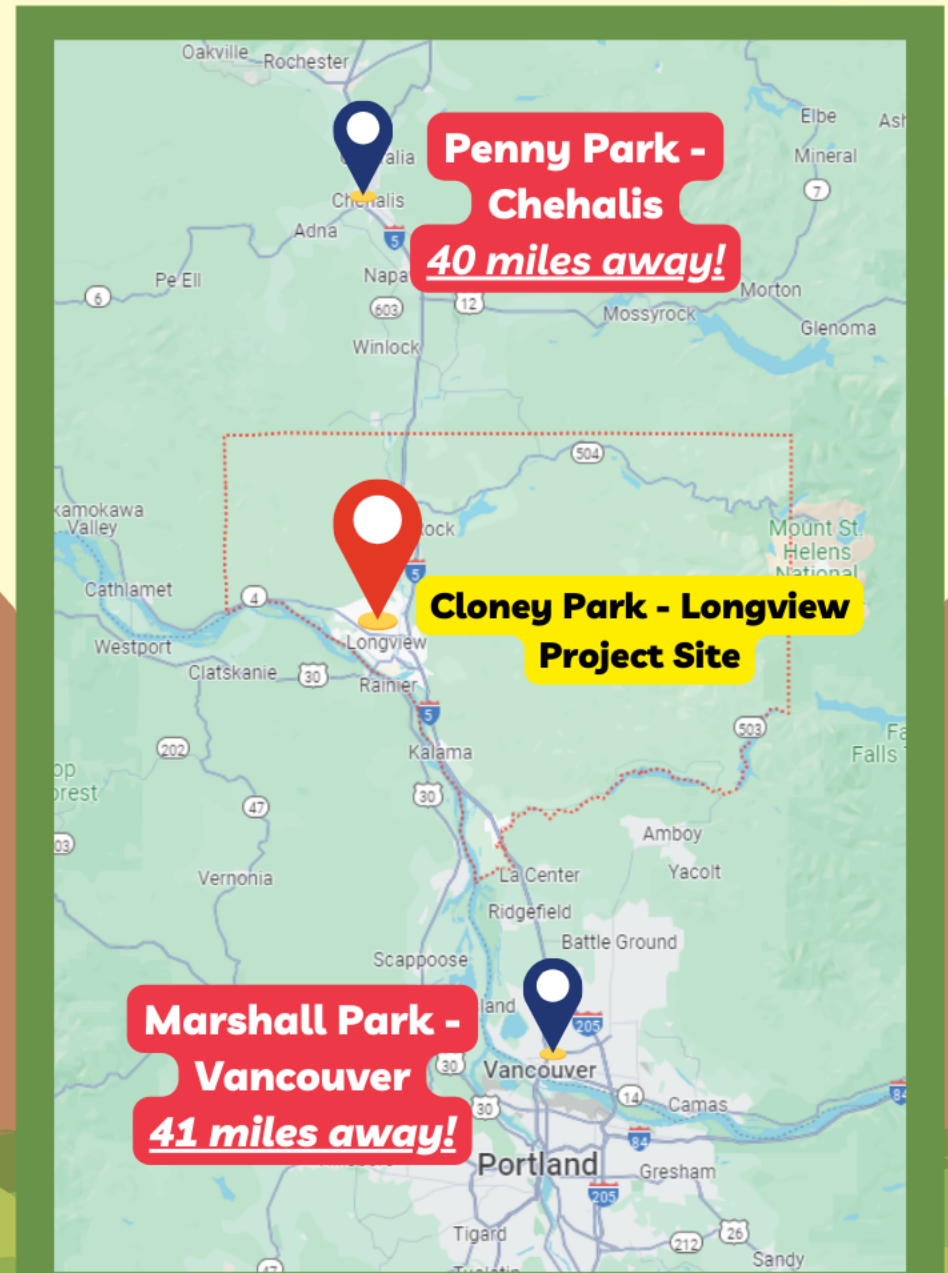 Oakville
Rochester
Elbe
Mineral
7
Penny Park -
Chehalis
40 miles away!
Chehalis
Adna
5
Pe Ell
Napa
6
603
12
Morton
Mossyrock
Glenoma
Winlock
504
Valley
Mount St.
Helens
National
5
Cathlamet
4
Cloney Park - Longview
Project Site
Longview
Westport
Clatskanie
30
Rainier
5
503
202
Kalama
30
47
Amboy
Yacolt
Vernonia
La Center
Ridgefield
Battle Ground
Scappoose
Marshall Park -
Vancouver
41 miles away!
205
30
Vancouver
14
Camas
84
30
84
Portland
Gresham
205
Tigard
26
212
Sandy
47